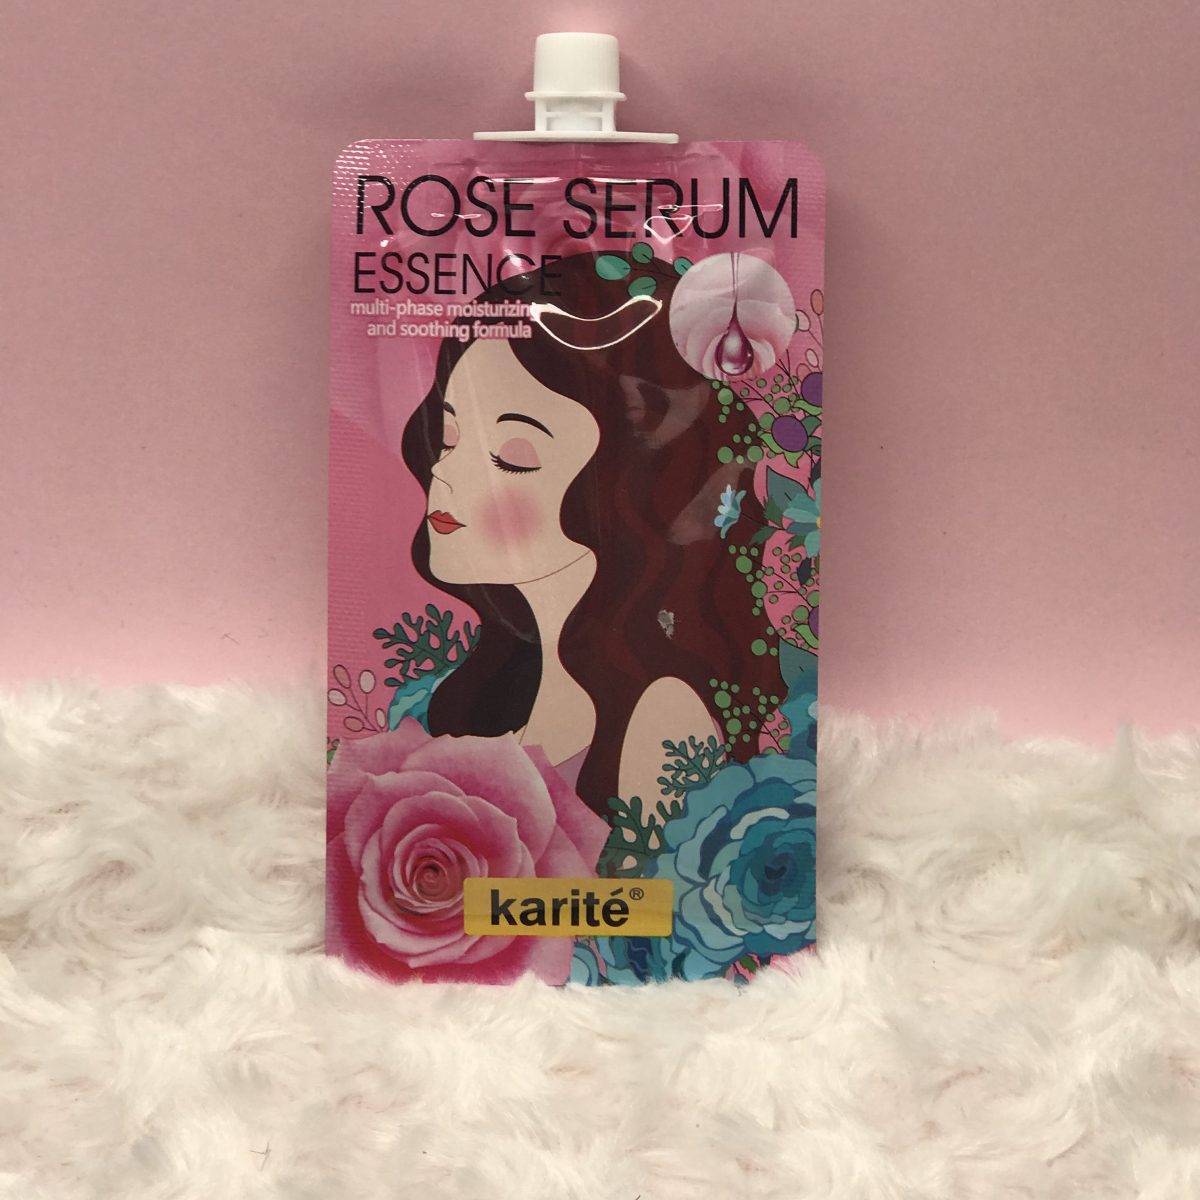 ROSE SERUM
ESSENCE
multi-phase moisturizing
and soothing formula
karité®